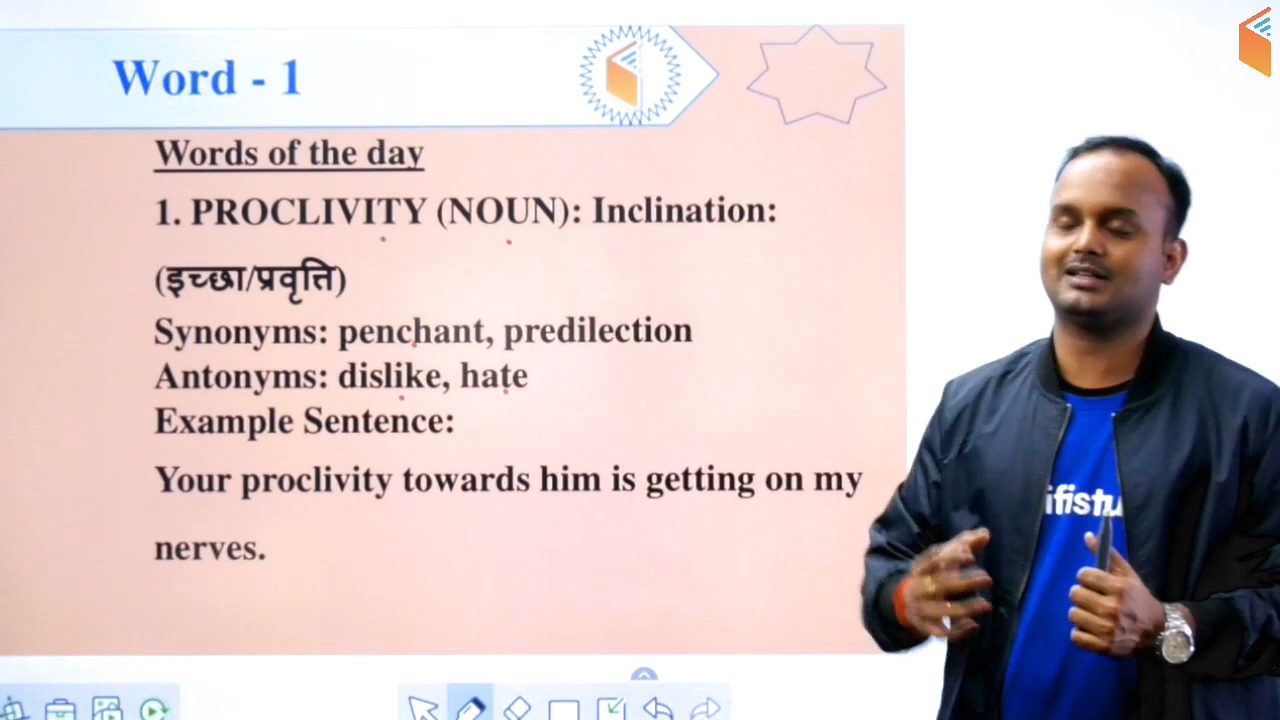 Word - 1
Words of the day
1. PROCLIVITY (NOUN): Inclination:
(इच्छा/प्रवृत्ति)
Synonyms: penchant, predilection
Antonyms: dislike, hate
Example Sentence:
Your proclivity towards him is getting on my
nerves.
ifistu